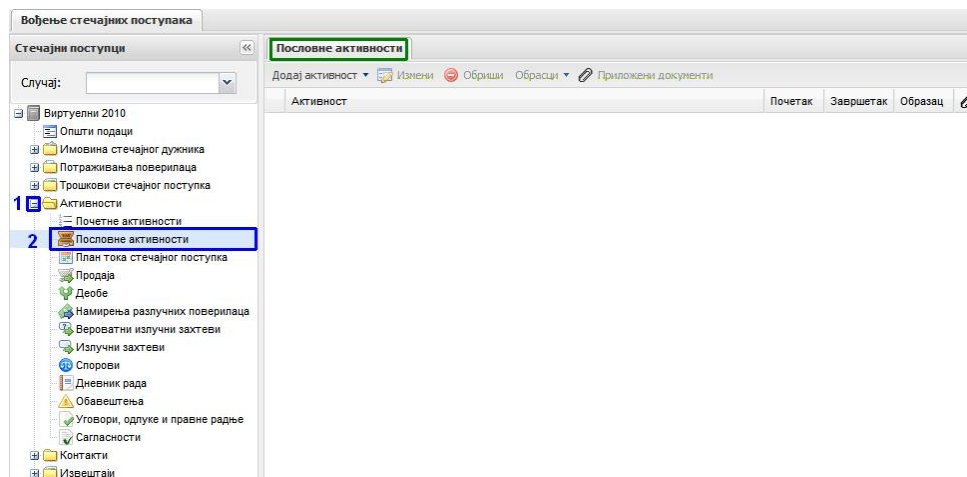 Вођење стечајних поступака
Стечајни поступци
Случај:
Виртуелни 2010
Општи подаци
Имовина стечајног дужника
Потраживања поверилаца
Трошкови стечајног поступка
1 Активности
Почетне активности
2 Пословне активности
План тока стечајног поступка
Продаја
Деобе
Намирења разлучних поверилаца
Вероватни излучни захтеви
Излучни захтеви
Спорови
Дневник рада
Обавештења
Уговори, одлуке и правне радње
Сагласности
Контакти
Извештаји
Пословне активности
Додај активност Измени Обриши Обрасци Приложени документи
Активност Почетак Завршетак Образац